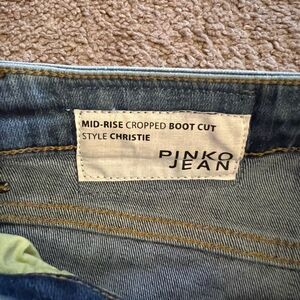 MID-RISE CROPPED BOOT CUT
STYLE CHRISTIE
PINKO
JEAN